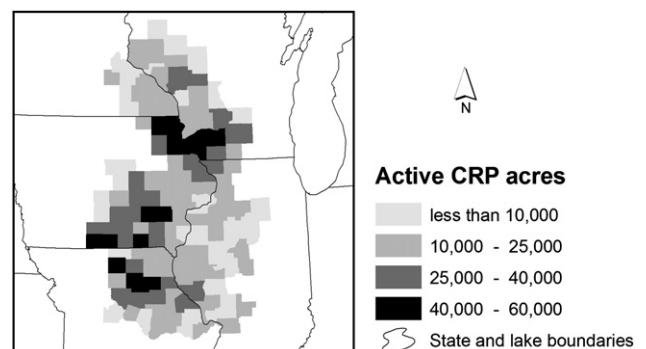 N
Active CRP acres
less than 10,000
10,000 - 25,000
25,000 - 40,000
40,000 - 60,000
State and lake boundaries